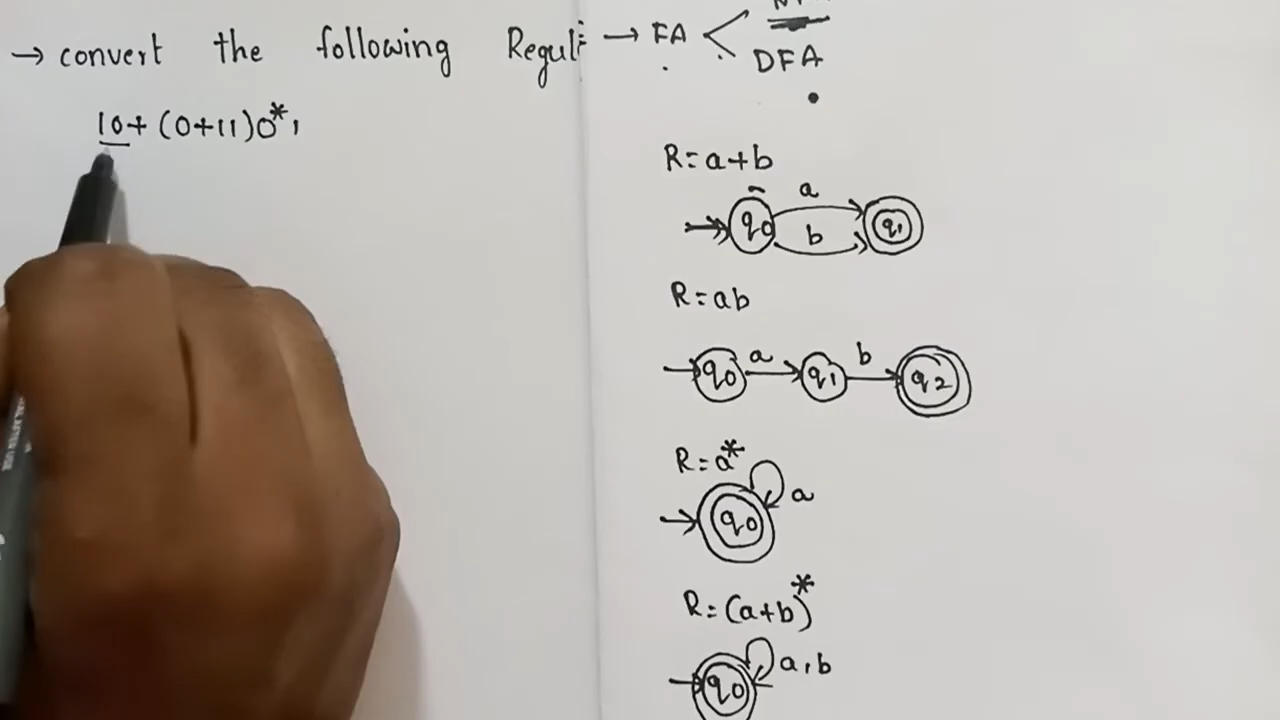 → convert the following Regul
10+ (0+11)0*1
→ FA
DFA
R=a+b
a
q0 q1
b
R=ab
q0 a q1 b q2
R=a*
q0 a
R=(a+b)*
q0 a,b